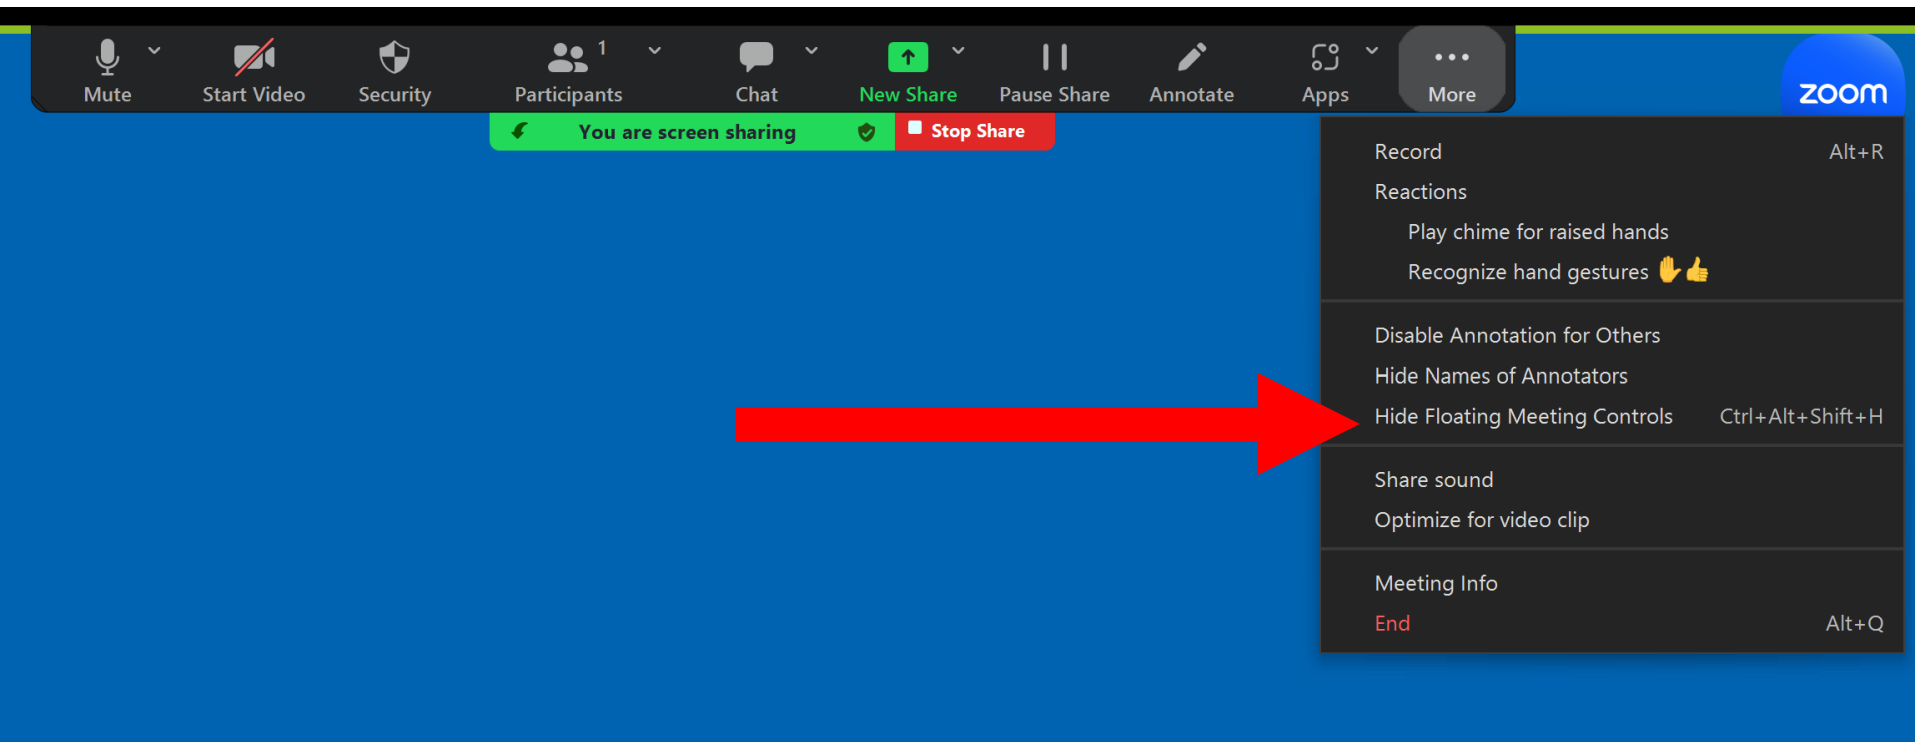 1
Mute Start Video Security Participants Chat New Share Pause Share Annotate Apps More
zoom
You are screen sharing Stop Share
Record Alt+R
Reactions
Play chime for raised hands
Recognize hand gestures ✋👍
Disable Annotation for Others
Hide Names of Annotators
Hide Floating Meeting Controls Ctrl+Alt+Shift+H
Share sound
Optimize for video clip
Meeting Info
End Alt+Q